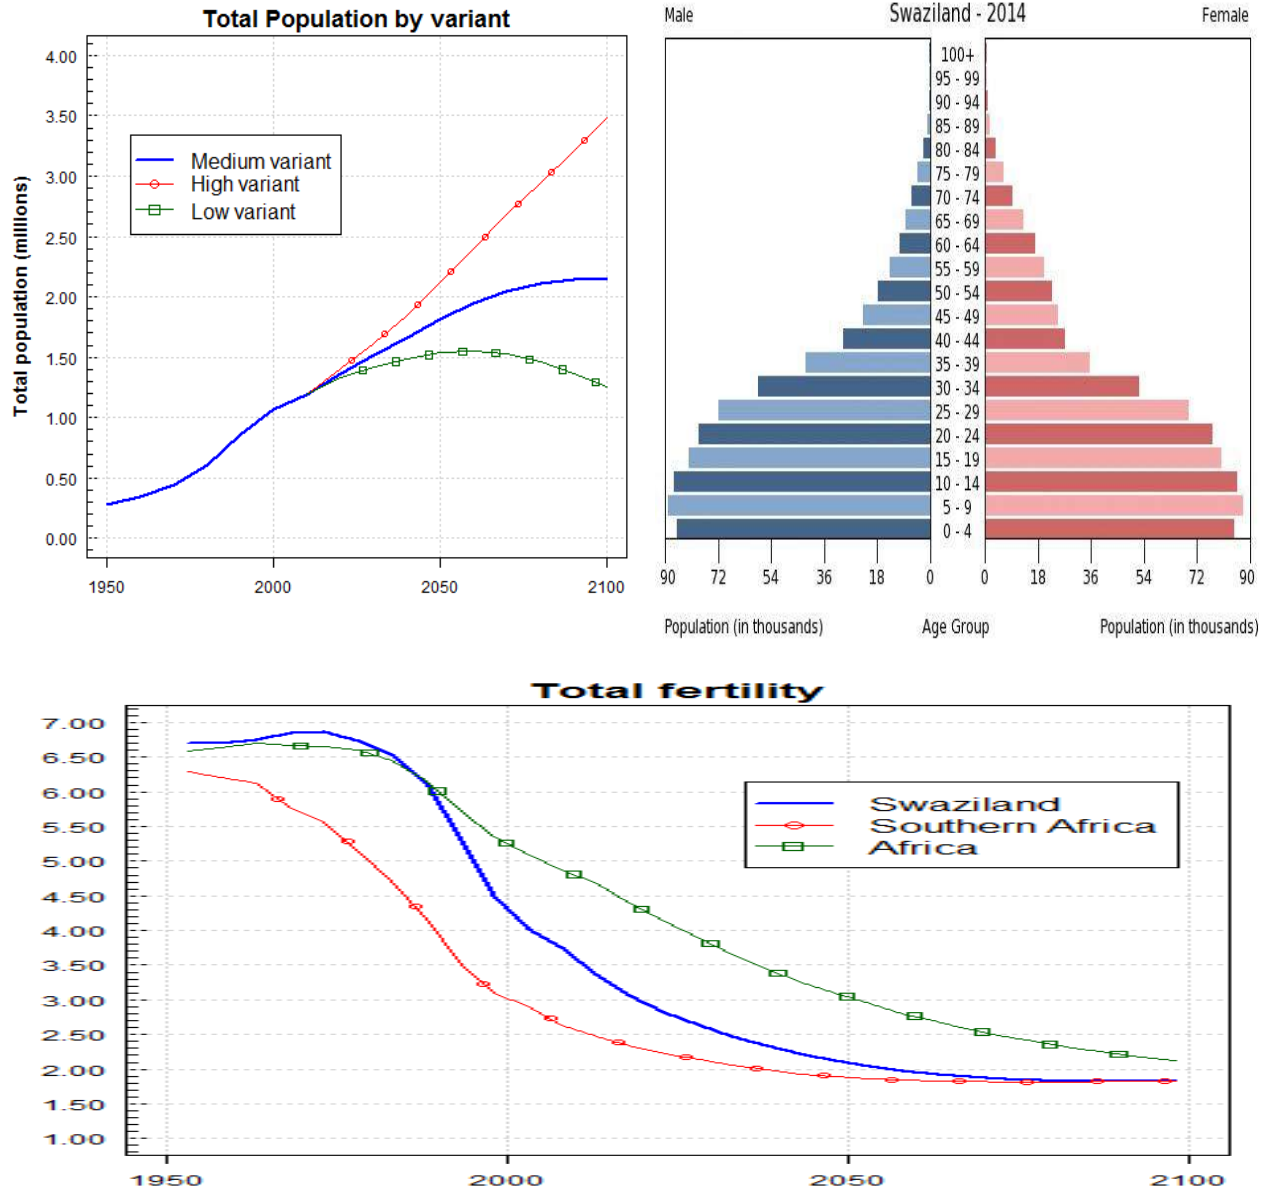 Total Population by variant
Total population (millions)
4.00
3.50
3.00
2.50
2.00
1.50
1.00
0.50
0.00
Medium variant
High variant
Low variant
1950 2000 2050 2100
Male Swaziland - 2014 Female
100+
95 - 99
90 - 94
85 - 89
80 - 84
75 - 79
70 - 74
65 - 69
60 - 64
55 - 59
50 - 54
45 - 49
40 - 44
35 - 39
30 - 34
25 - 29
20 - 24
15 - 19
10 - 14
5 - 9
0 - 4
90 72 54 36 18 0 0 18 36 54 72 90
Population (in thousands) Age Group Population (in thousands)
Total fertility
7.00
6.50
6.00
5.50
5.00
4.50
4.00
3.50
3.00
2.50
2.00
1.50
1.00
Swaziland
Southern Africa
Africa
1950 2000 2050 2100